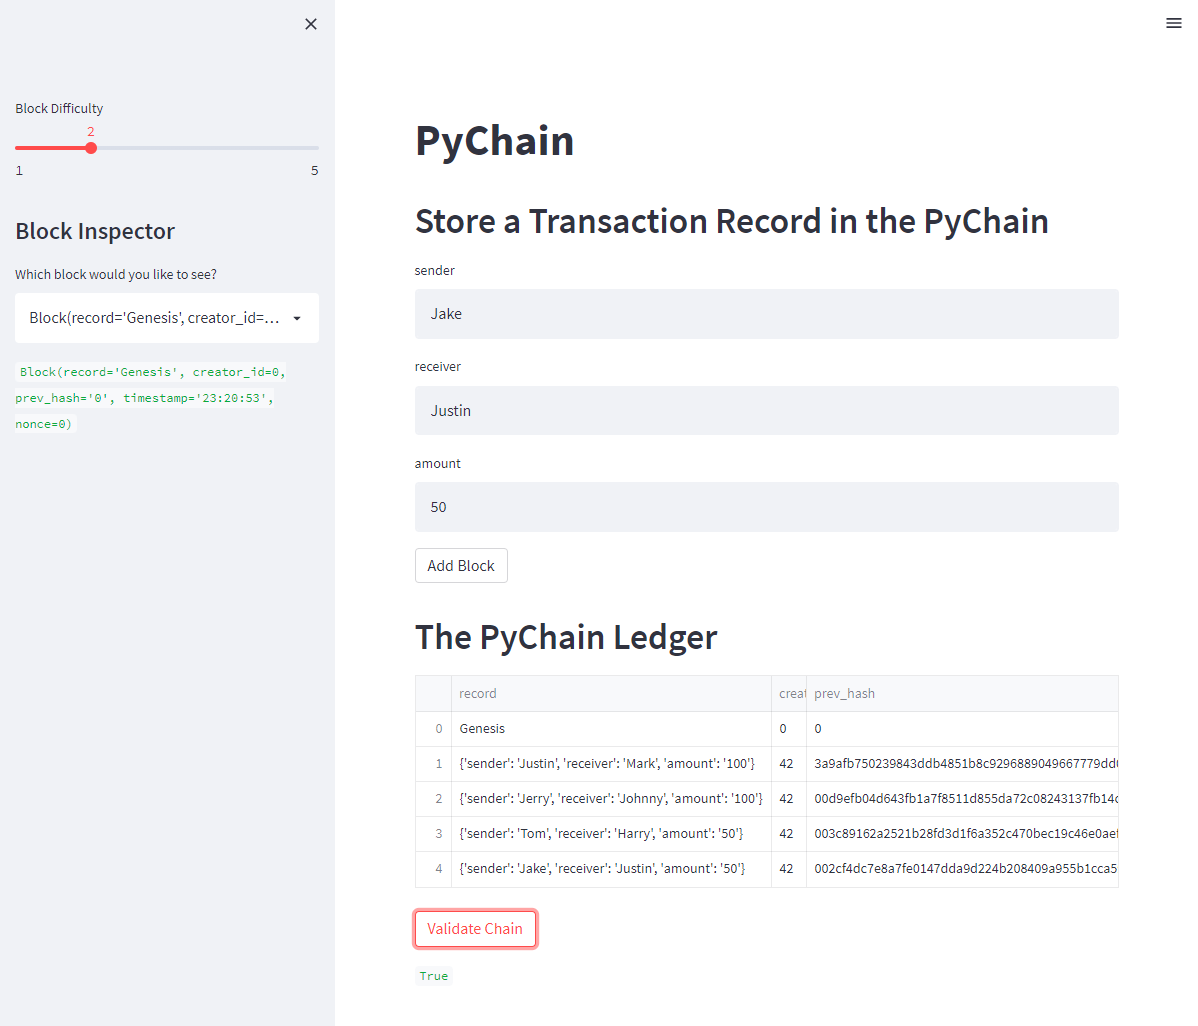 Block Difficulty
2
1 5
Block Inspector
Which block would you like to see?
Block(record='Genesis', creator_id=...
Block(record='Genesis', creator_id=0,
prev_hash='0', timestamp='23:20:53',
nonce=0)
PyChain
Store a Transaction Record in the PyChain
sender
Jake
receiver
Justin
amount
50
Add Block
The PyChain Ledger
record creat prev_hash
0 Genesis 0 0
1 {'sender': 'Justin', 'receiver': 'Mark', 'amount': '100'} 42 3a9afb750239843ddb4851b8c9296889049667779dd
2 {'sender': 'Jerry', 'receiver': 'Johnny', 'amount': '100'} 42 00d9efb04d643fb1a7f8511d855da72c08243137fb14
3 {'sender': 'Tom', 'receiver': 'Harry', 'amount': '50'} 42 003c89162a2521b28fd3d1f6a352c470bec19c46e0ae
4 {'sender': 'Jake', 'receiver': 'Justin', 'amount': '50'} 42 002cf4dc7e8a7fe0147dda9d224b208409a955b1cca5
Validate Chain
True